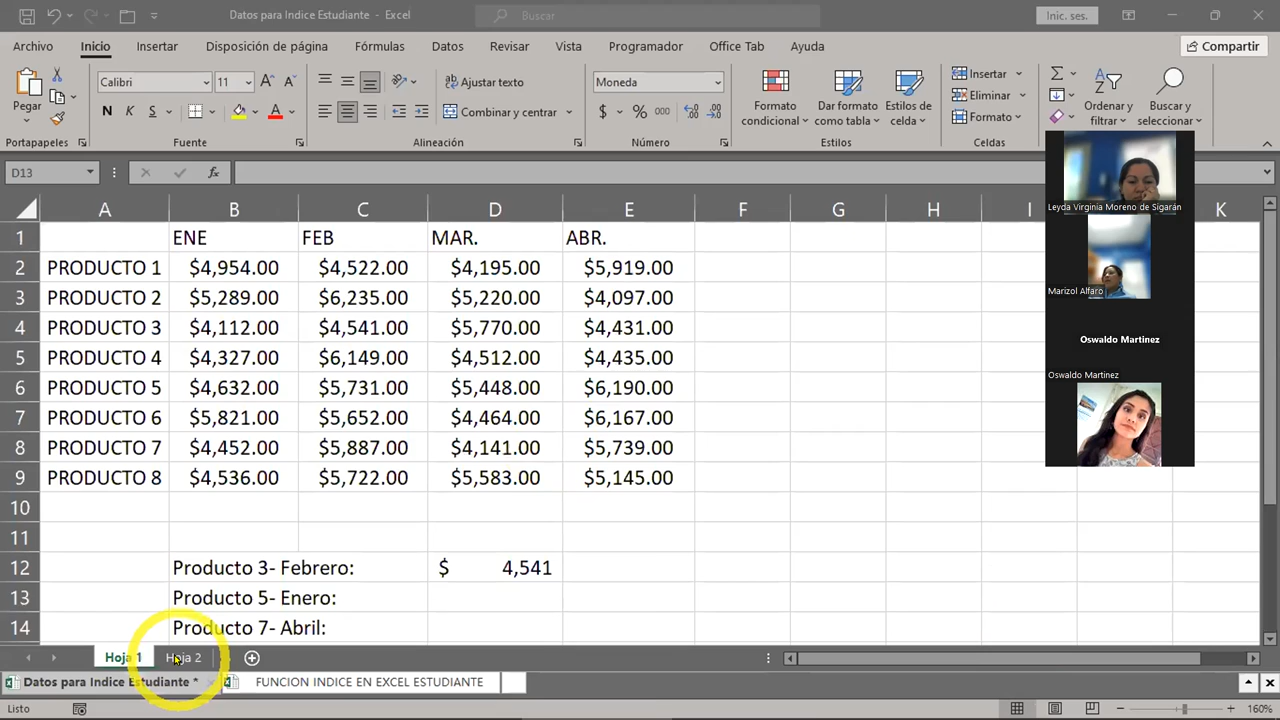 Datos para Indice Estudiante - Excel
Buscar
Inic. ses.
Archivo Inicio Insertar Disposición de página Fórmulas Datos Revisar Vista Programador Office Tab Ayuda
Compartir
Pegar
Calibri 11
N K S
Ajustar texto
Combinar y centrar
Moneda
$ % 000
Formato condicional
Dar formato como tabla
Estilos de celda
Insertar
Eliminar
Formato
Ordenar y filtrar
Buscar y seleccionar
Portapapeles Fuente Alineación Número Estilos Celdas
D13
fx
A B C D E F G H I K
1 ENE FEB MAR. ABR.
2 PRODUCTO 1 $4,954.00 $4,522.00 $4,195.00 $5,919.00
3 PRODUCTO 2 $5,289.00 $6,235.00 $5,220.00 $4,097.00
4 PRODUCTO 3 $4,112.00 $4,541.00 $5,770.00 $4,431.00
5 PRODUCTO 4 $4,327.00 $6,149.00 $4,512.00 $4,435.00
6 PRODUCTO 5 $4,632.00 $5,731.00 $5,448.00 $6,190.00
7 PRODUCTO 6 $5,821.00 $5,652.00 $4,464.00 $6,167.00
8 PRODUCTO 7 $4,452.00 $5,887.00 $4,141.00 $5,739.00
9 PRODUCTO 8 $4,536.00 $5,722.00 $5,583.00 $5,145.00
10
11
12 Producto 3- Febrero: $ 4,541
13 Producto 5- Enero:
14 Producto 7- Abril:
Leyda Virginia Moreno de Sigarán
Marizol Alfaro
Oswaldo Martinez
Oswaldo Martinez
Hoja 1 Hoja 2
Datos para Indice Estudiante * FUNCION INDICE EN EXCEL ESTUDIANTE
Listo
160%